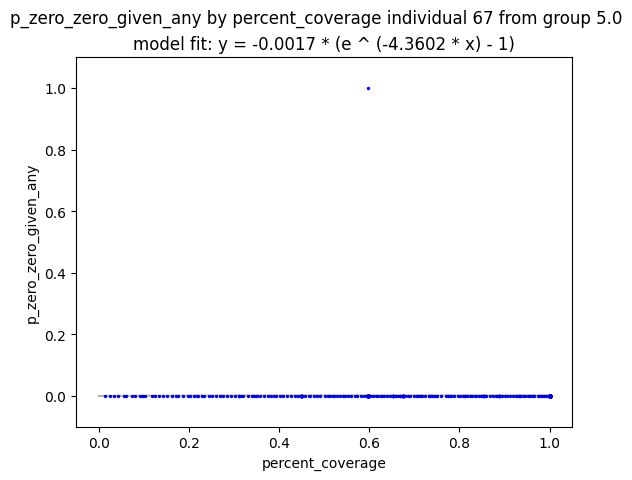 p_zero_zero_given_any by percent_coverage individual 67 from group 5.0
model fit: y = -0.0017 * (e ^ (-4.3602 * x) - 1)
1.0
0.8
0.6
0.4
0.2
0.0
p_zero_zero_given_any
0.0 0.2 0.4 0.6 0.8 1.0
percent_coverage